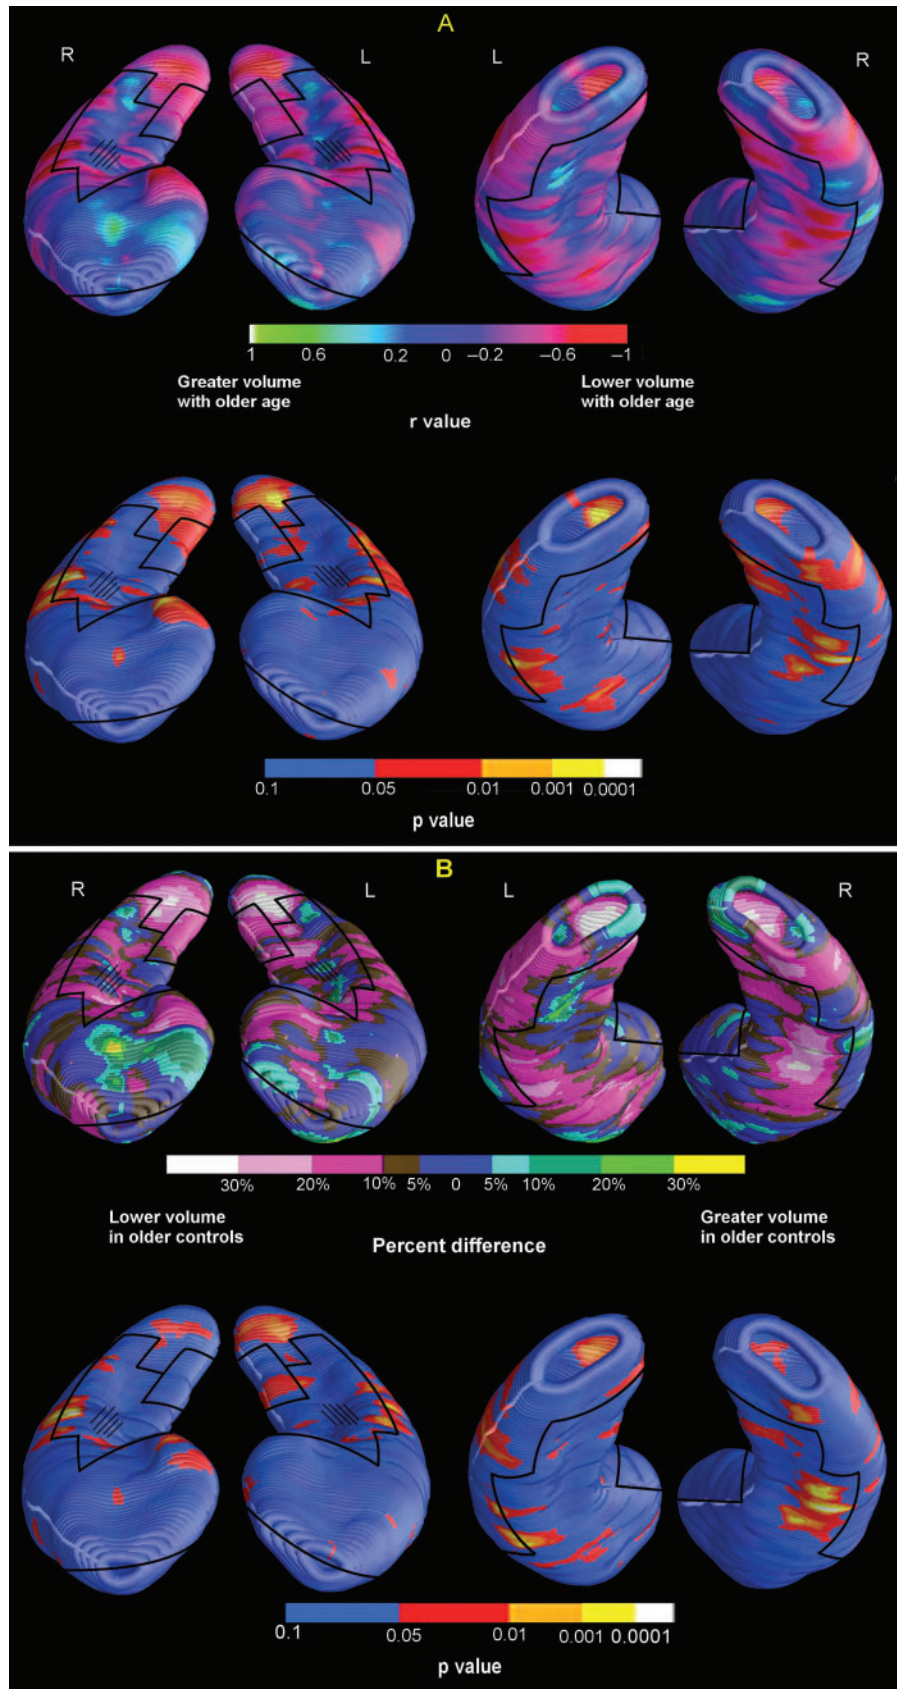 A
R L L R
1 0.6 0.2 0 –0.2 –0.6 –1
Greater volume
with older age
Lower volume
with older age
r value
0.1 0.05 0.01 0.001 0.0001
p value
B
R L L R
30% 20% 10% 5% 0 5% 10% 20% 30%
Lower volume
in older controls
Greater volume
in older controls
Percent difference
0.1 0.05 0.01 0.001 0.0001
p value